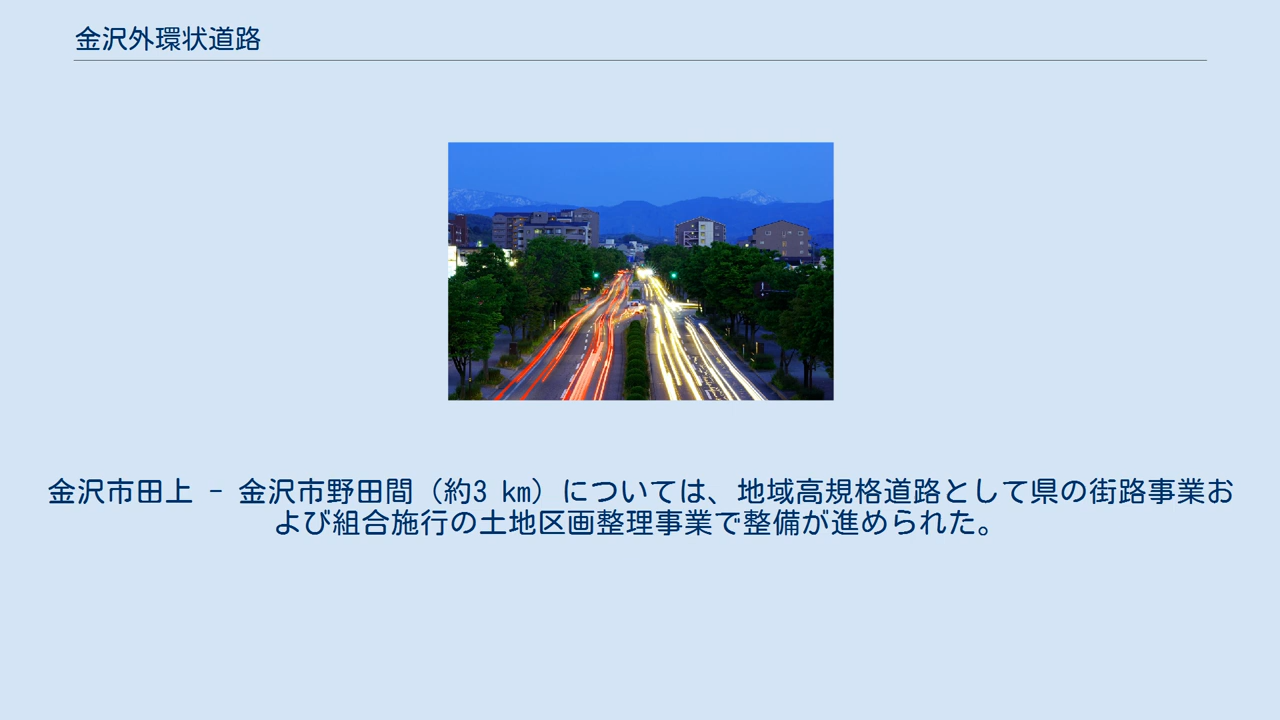 金沢外環状道路
金沢市田上 - 金沢市野田間（約3 km）については、地域高規格道路として県の街路事業お
よび組合施行の土地区画整理事業で整備が進められた。